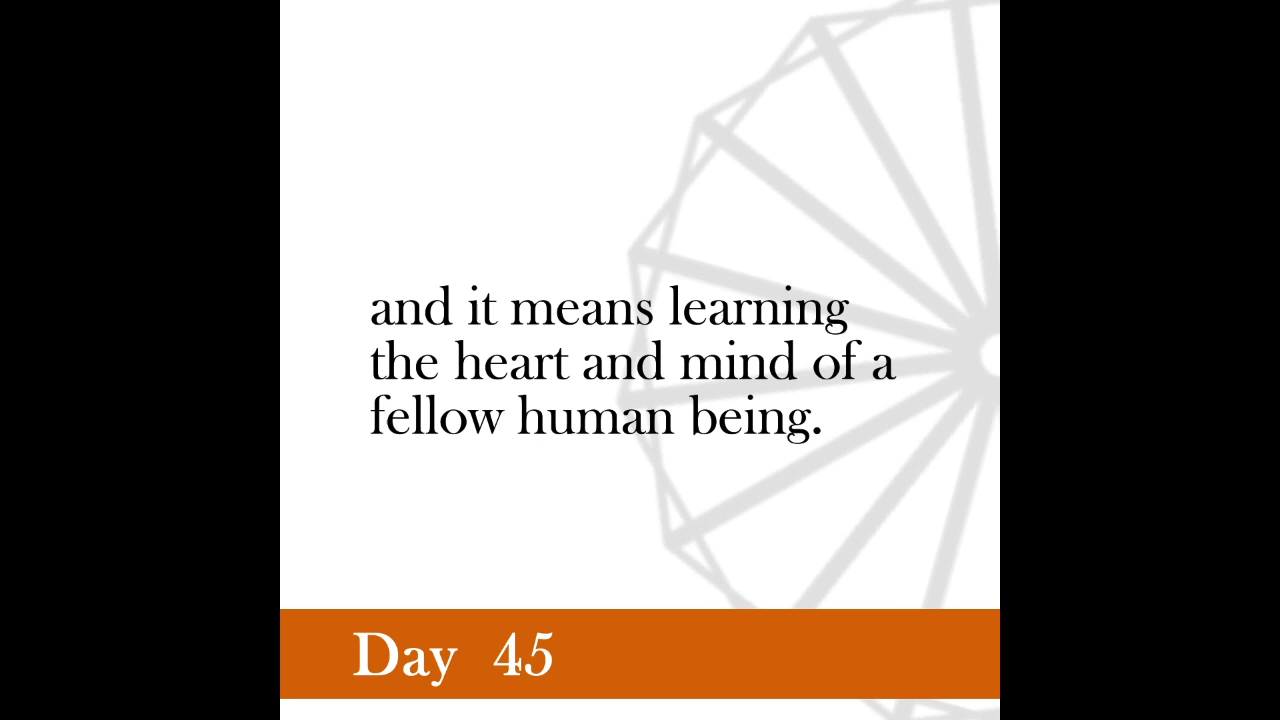 and it means learning
the heart and mind of a
fellow human being.
Day 45